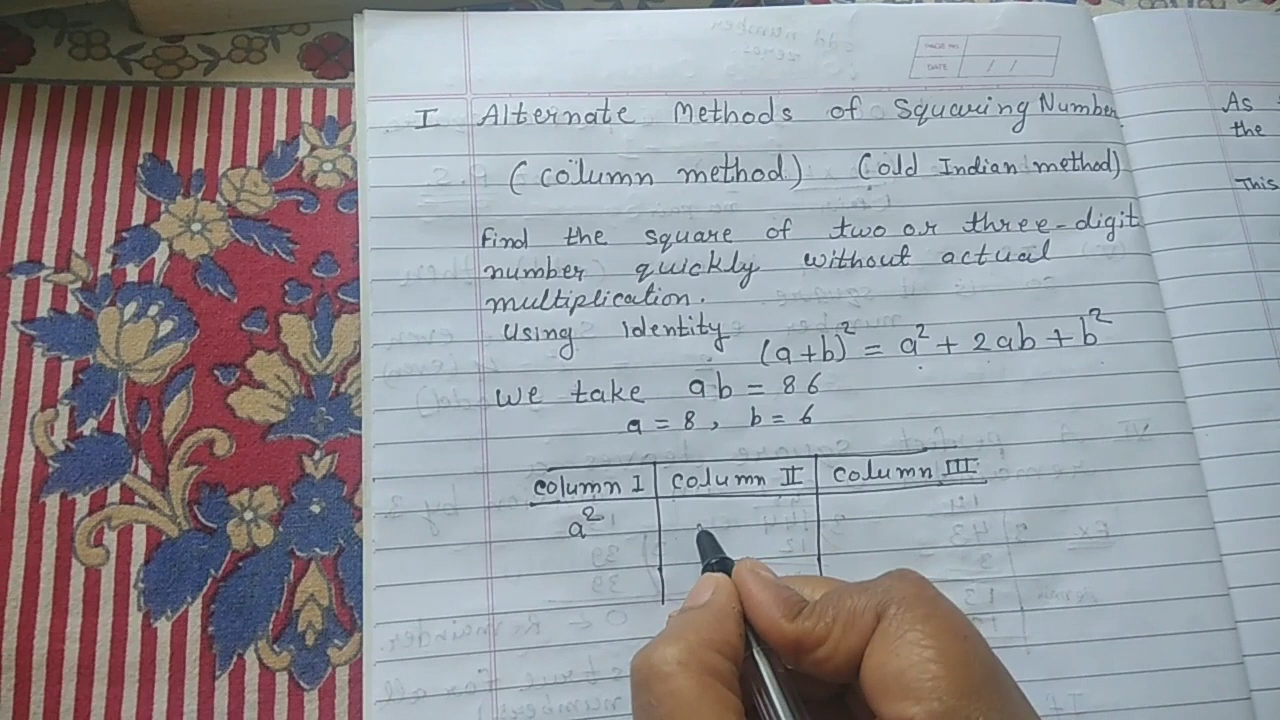 PAGE NO.
DATE / /
I Alternate Methods of Squaring Number
(column method) (old Indian method)
Find the square of two or three-digit
number quickly without actual
multiplication.
Using Identity (a+b)² = a² + 2ab + b²
we take ab = 86
a = 8, b = 6
column I column II column III
a²
As
the
This